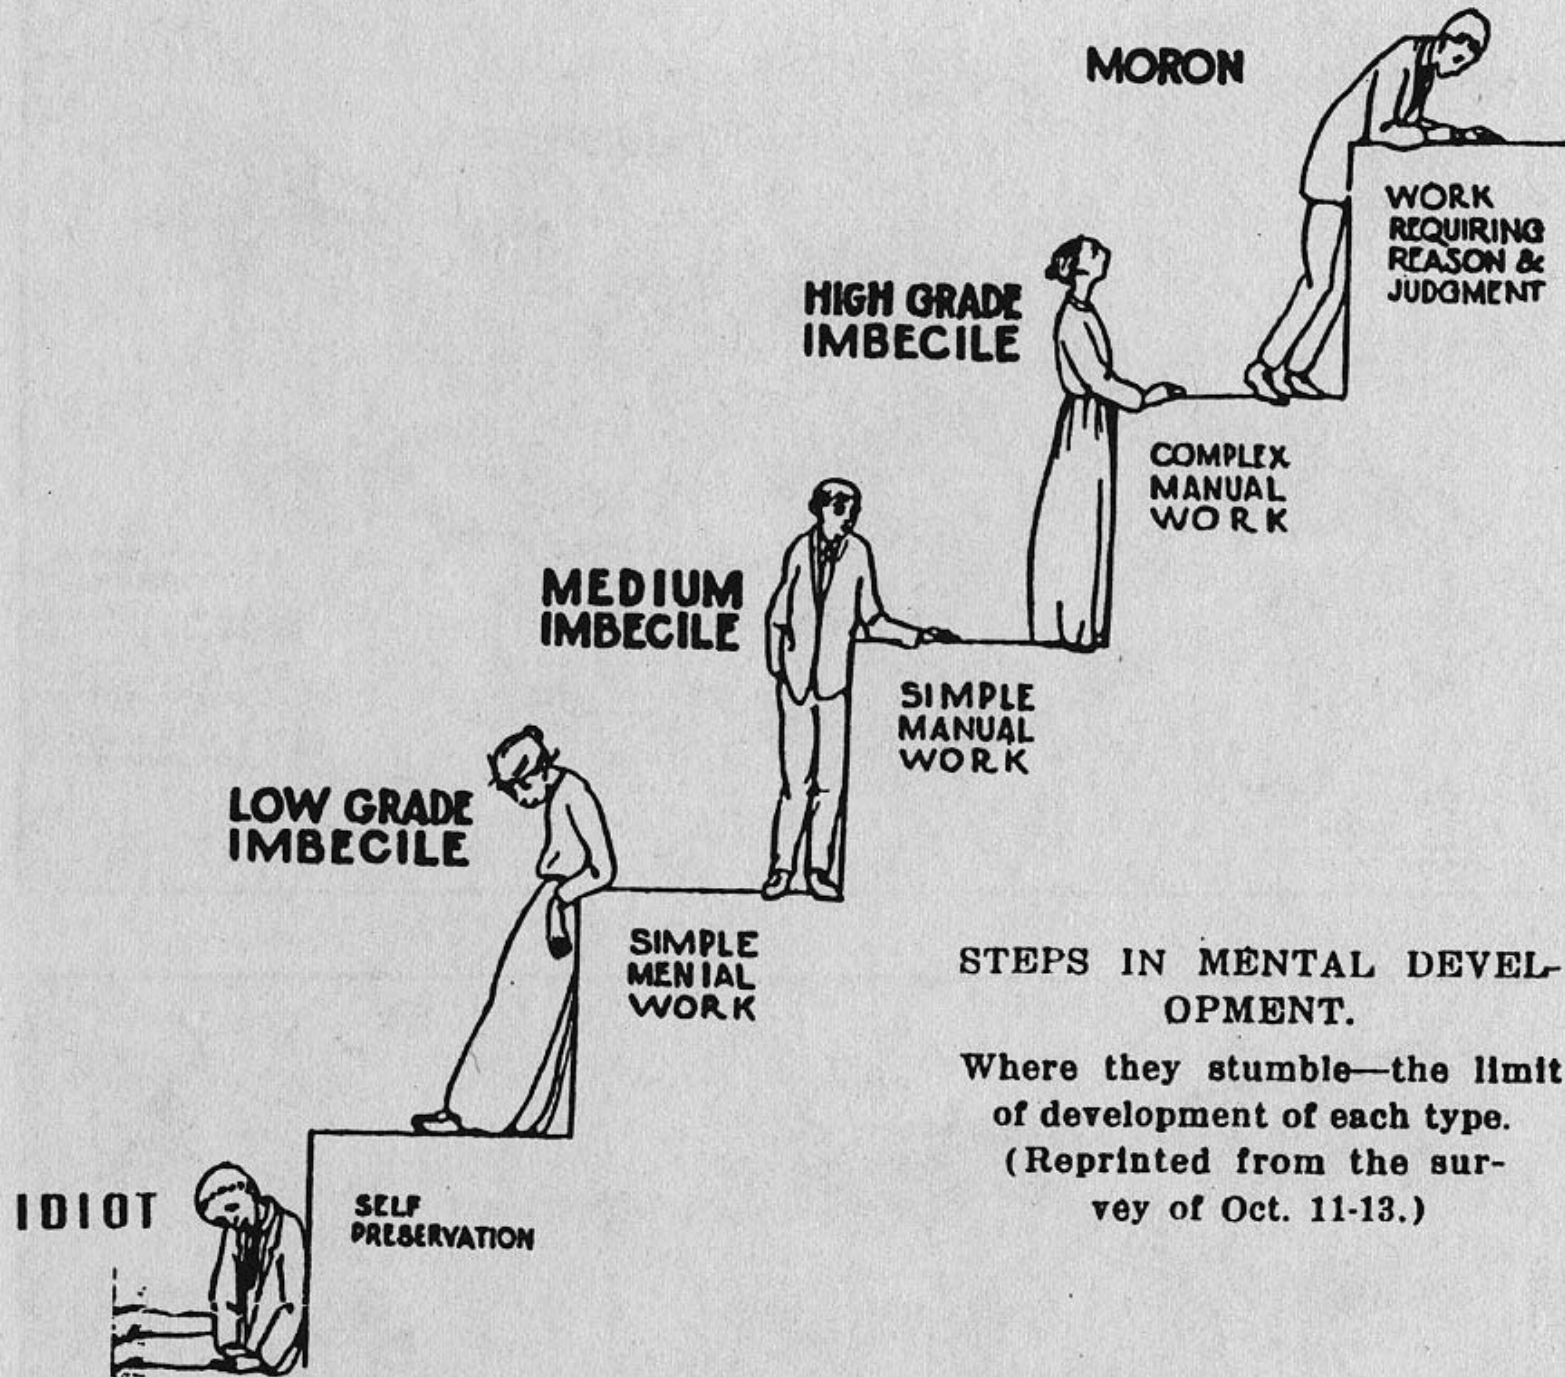 MORON
WORK
REQUIRING
REASON &
JUDGMENT
HIGH GRADE
IMBECILE
COMPLEX
MANUAL
WORK
MEDIUM
IMBECILE
SIMPLE
MANUAL
WORK
LOW GRADE
IMBECILE
SIMPLE
MENIAL
WORK
IDIOT
SELF
PRESERVATION
STEPS IN MENTAL DEVEL-
OPMENT.
Where they stumble—the limit
of development of each type.
(Reprinted from the sur-
vey of Oct. 11-13.)